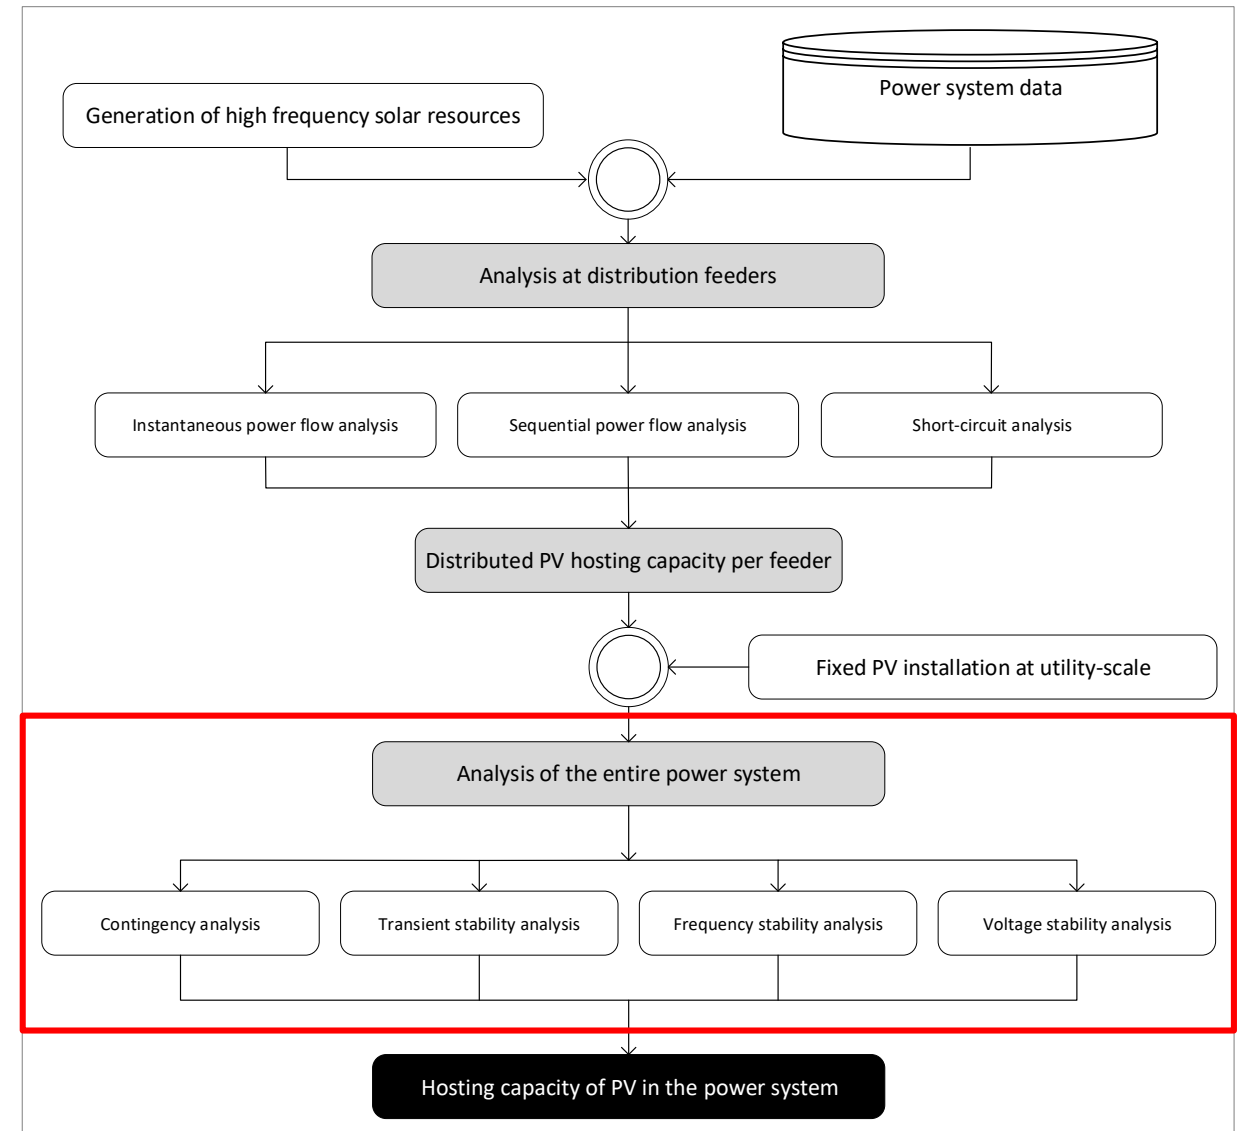 Power system data
Generation of high frequency solar resources
Analysis at distribution feeders
Instantaneous power flow analysis
Sequential power flow analysis
Short-circuit analysis
Distributed PV hosting capacity per feeder
Fixed PV installation at utility-scale
Analysis of the entire power system
Contingency analysis
Transient stability analysis
Frequency stability analysis
Voltage stability analysis
Hosting capacity of PV in the power system